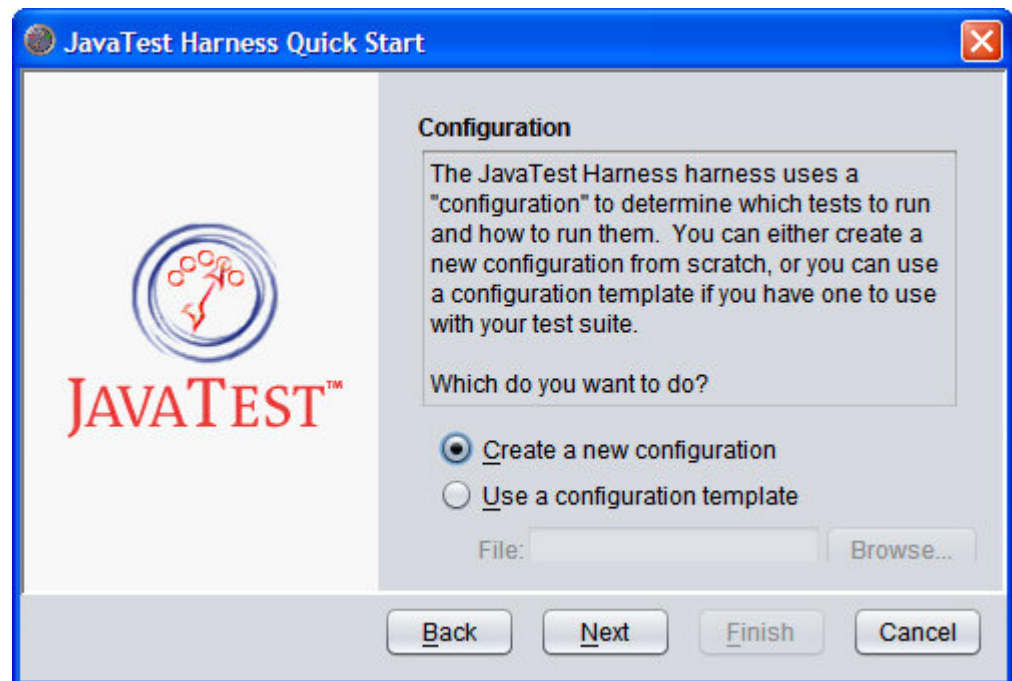 JavaTest Harness Quick Start
JAVATEST™
Configuration
The JavaTest Harness harness uses a
"configuration" to determine which tests to run
and how to run them. You can either create a
new configuration from scratch, or you can use
a configuration template if you have one to use
with your test suite.
Which do you want to do?
Create a new configuration
Use a configuration template
File:
Browse...
Back
Next
Finish
Cancel